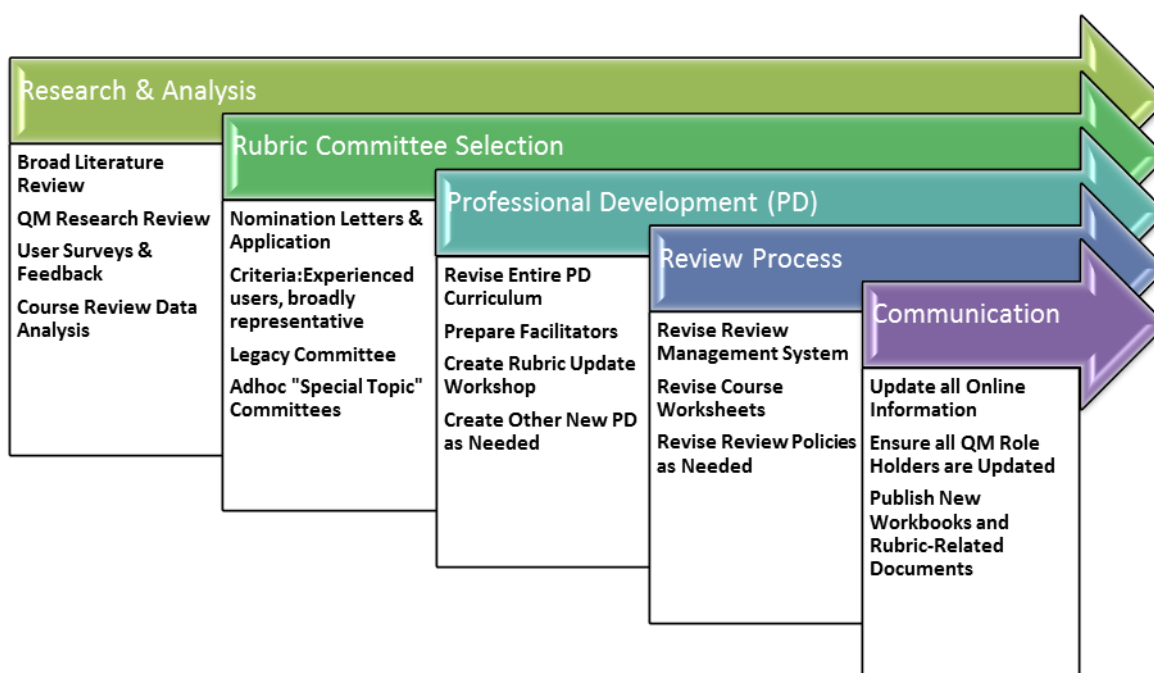 Research & Analysis
Broad Literature
Review
QM Research Review
User Surveys &
Feedback
Course Review Data
Analysis
Rubric Committee Selection
Nomination Letters &
Application
Criteria:Experienced
users, broadly
representative
Legacy Committee
Adhoc "Special Topic"
Committees
Professional Development (PD)
Revise Entire PD
Curriculum
Prepare Facilitators
Create Rubric Update
Workshop
Create Other New PD
as Needed
Review Process
Revise Review
Management System
Revise Course
Worksheets
Revise Review Policies
as Needed
Communication
Update all Online
Information
Ensure all QM Role
Holders are Updated
Publish New
Workbooks and
Rubric-Related
Documents